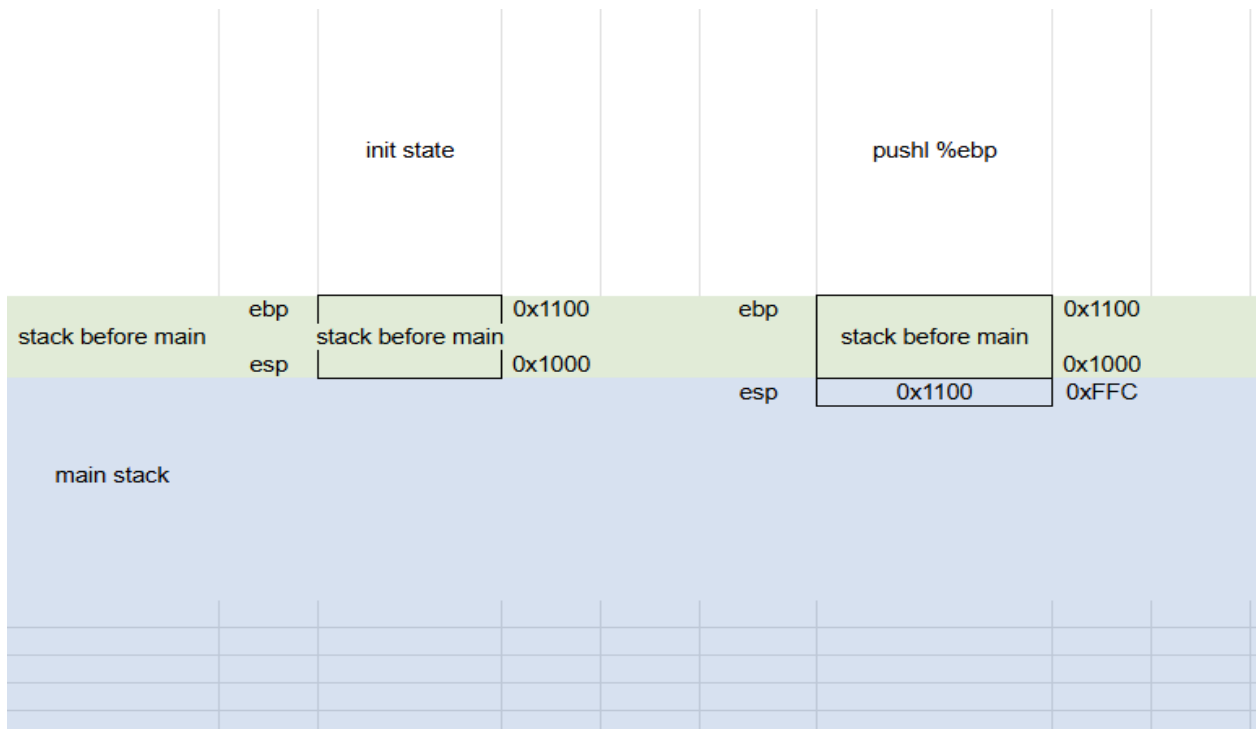 init state pushl %ebp
ebp 0x1100 ebp 0x1100
stack before main stack before main stack before main
esp 0x1000 0x1000
esp 0x1100 0xFFC
main stack